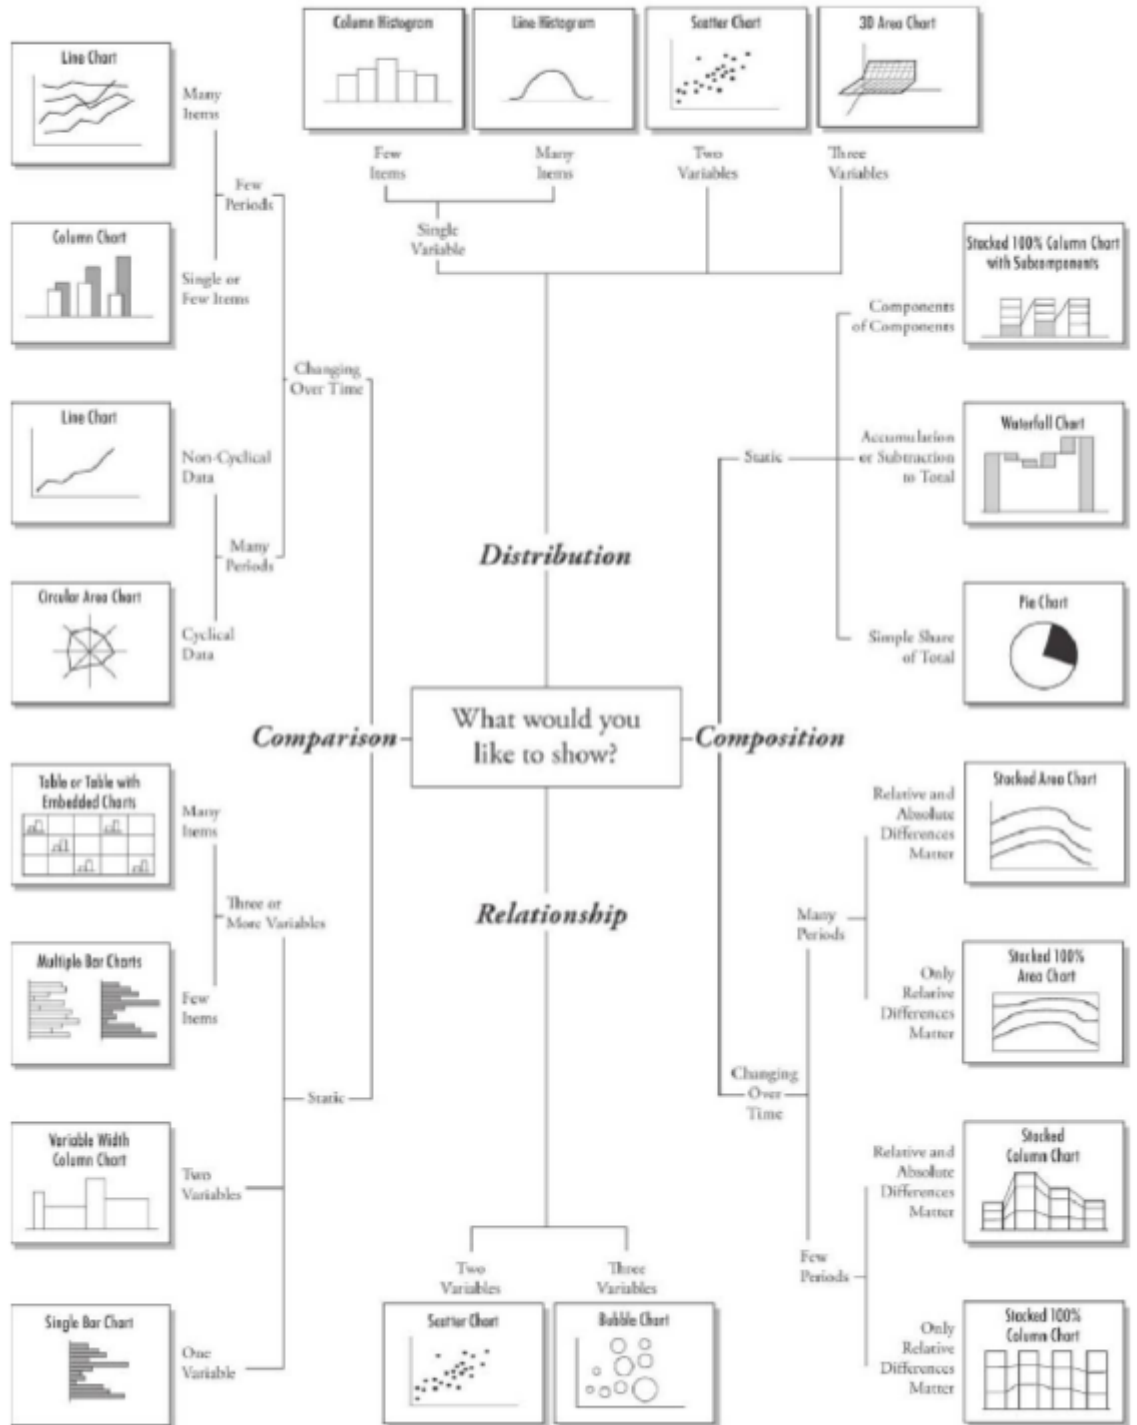 Column Histogram
Line Histogram
Scatter Chart
3D Area Chart
Few
Items
Many
Items
Two
Variables
Three
Variables
Single
Variable
Distribution
Line Chart
Many
Items
Few
Periods
Column Chart
Single or
Few Items
Changing
Over Time
Line Chart
Non-Cyclical
Data
Many
Periods
Circular Area Chart
Cyclical
Data
Comparison
What would you
like to show?
Composition
Table or Table with
Embedded Charts
Many
Items
Three or
More Variables
Multiple Bar Charts
Few
Items
Static
Variable Width
Column Chart
Two
Variables
Single Bar Chart
One
Variable
Relationship
Two
Variables
Three
Variables
Scatter Chart
Bubble Chart
Stacked 100% Column Chart
with Subcomponents
Components
of Components
Static
Accumulation
or Subtraction
to Total
Waterfall Chart
Simple Share
of Total
Pie Chart
Relative and
Absolute
Differences
Matter
Stacked Area Chart
Many
Periods
Only
Relative
Differences
Matter
Stacked 100%
Area Chart
Changing
Over
Time
Relative and
Absolute
Differences
Matter
Stacked
Column Chart
Few
Periods
Only
Relative
Differences
Matter
Stacked 100%
Column Chart